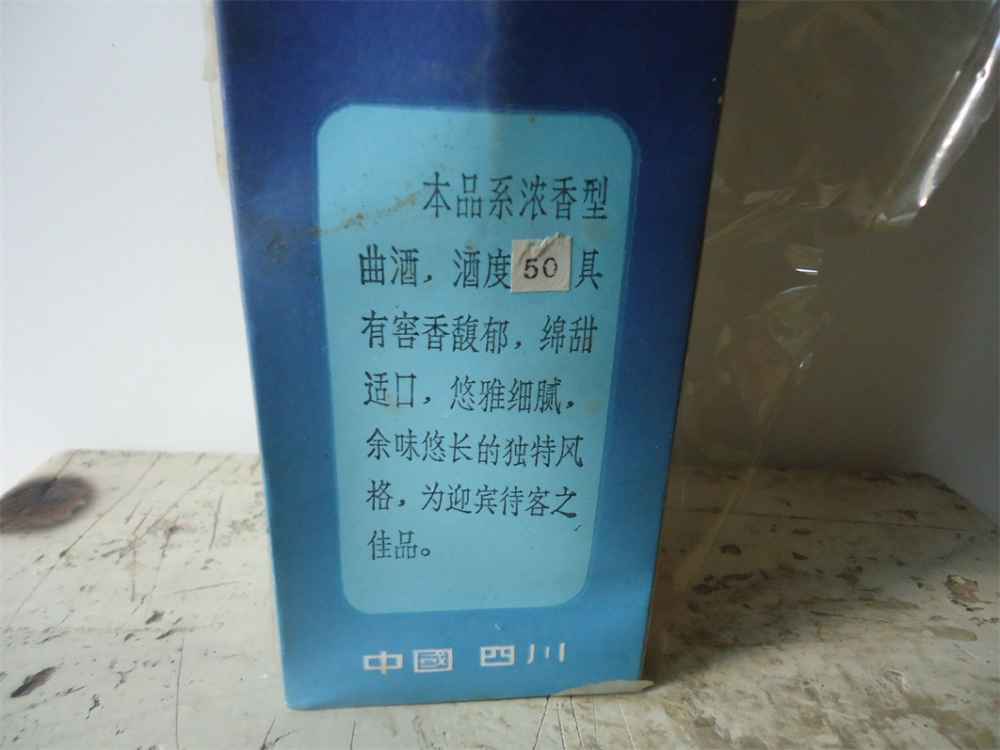 本品系浓香型
曲酒，酒度50具
有窖香馥郁，绵甜
适口，悠雅细腻，
余味悠长的独特风
格，为迎宾待客之
佳品。
中國 四川